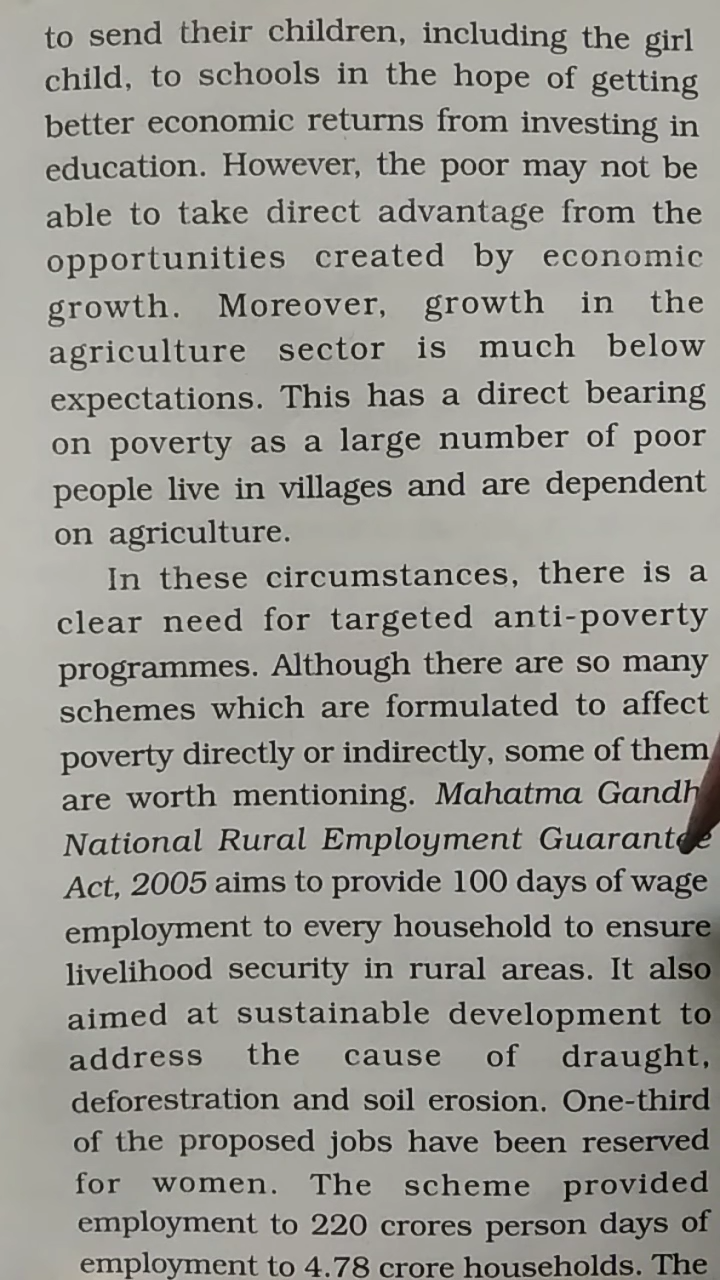 to send their children, including the girl
child, to schools in the hope of getting
better economic returns from investing in
education. However, the poor may not be
able to take direct advantage from the
opportunities created by economic
growth. Moreover, growth in the
agriculture sector is much below
expectations. This has a direct bearing
on poverty as a large number of poor
people live in villages and are dependent
on agriculture.
In these circumstances, there is a
clear need for targeted anti-poverty
programmes. Although there are so many
schemes which are formulated to affect
poverty directly or indirectly, some of them
are worth mentioning. Mahatma Gandh
National Rural Employment Guarantee
Act, 2005 aims to provide 100 days of wage
employment to every household to ensure
livelihood security in rural areas. It also
aimed at sustainable development to
address the cause of draught,
deforestration and soil erosion. One-third
of the proposed jobs have been reserved
for women. The scheme provided
employment to 220 crores person days of
employment to 4.78 crore households. The